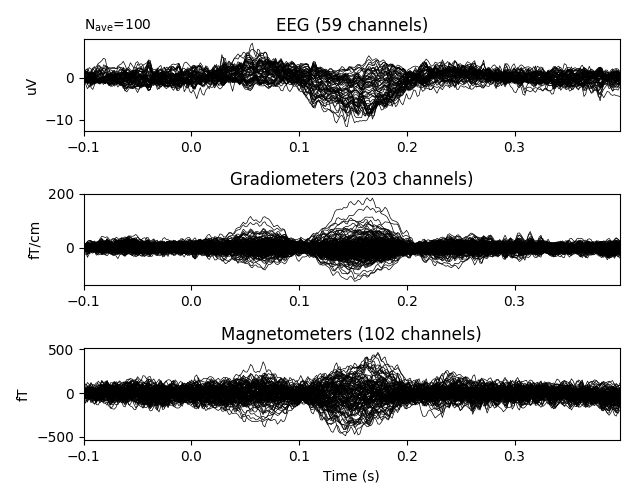 N_ave=100
EEG (59 channels)
0
−10
uV
−0.1 0.0 0.1 0.2 0.3
Gradiometers (203 channels)
200
0
fT/cm
−0.1 0.0 0.1 0.2 0.3
Magnetometers (102 channels)
500
0
−500
fT
−0.1 0.0 0.1 0.2 0.3
Time (s)